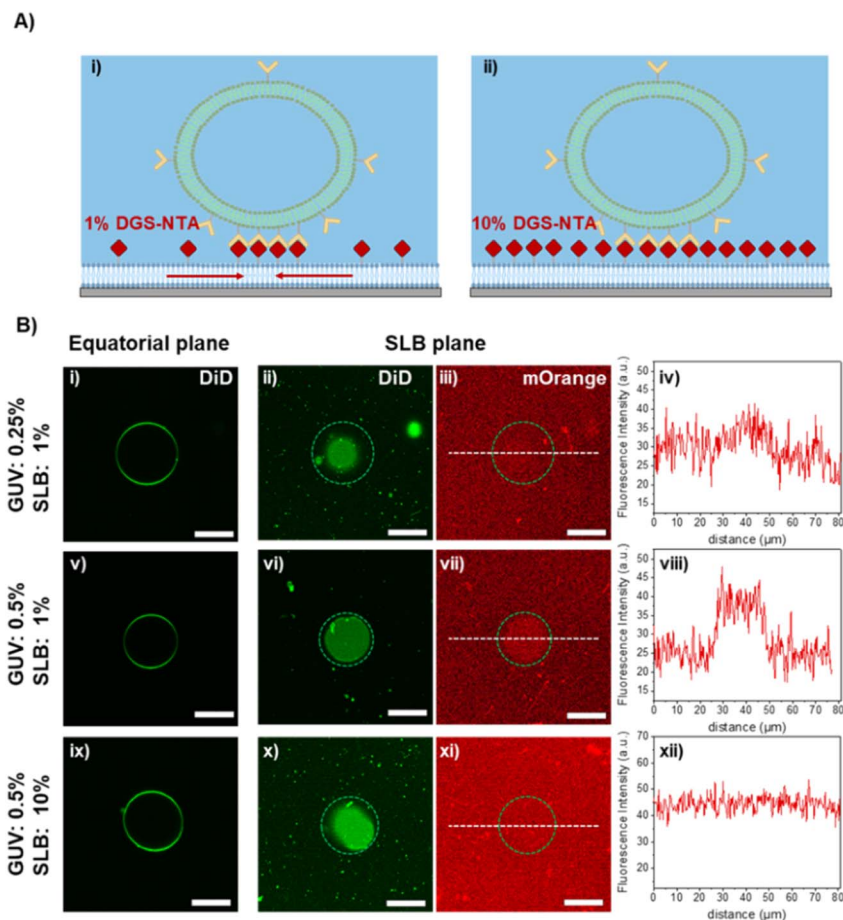 A)
i)
1% DGS-NTA
ii)
10% DGS-NTA
B)
Equatorial plane
SLB plane
GUV: 0.25%
SLB: 1%
i)
DiD
ii)
DiD
iii)
mOrange
iv)
Fluorescence Intensity (a.u.)
50
45
40
35
30
25
20
15
0 10 20 30 40 50 60 70 80
distance (µm)
GUV: 0.5%
SLB: 1%
v)
vi)
vii)
viii)
Fluorescence Intensity (a.u.)
50
45
40
35
30
25
20
15
0 10 20 30 40 50 60 70 80
distance (µm)
GUV: 0.5%
SLB: 10%
ix)
x)
xi)
xii)
Fluorescence Intensity (a.u.)
70
60
50
40
30
20
0 10 20 30 40 50 60 70 80
distance (µm)